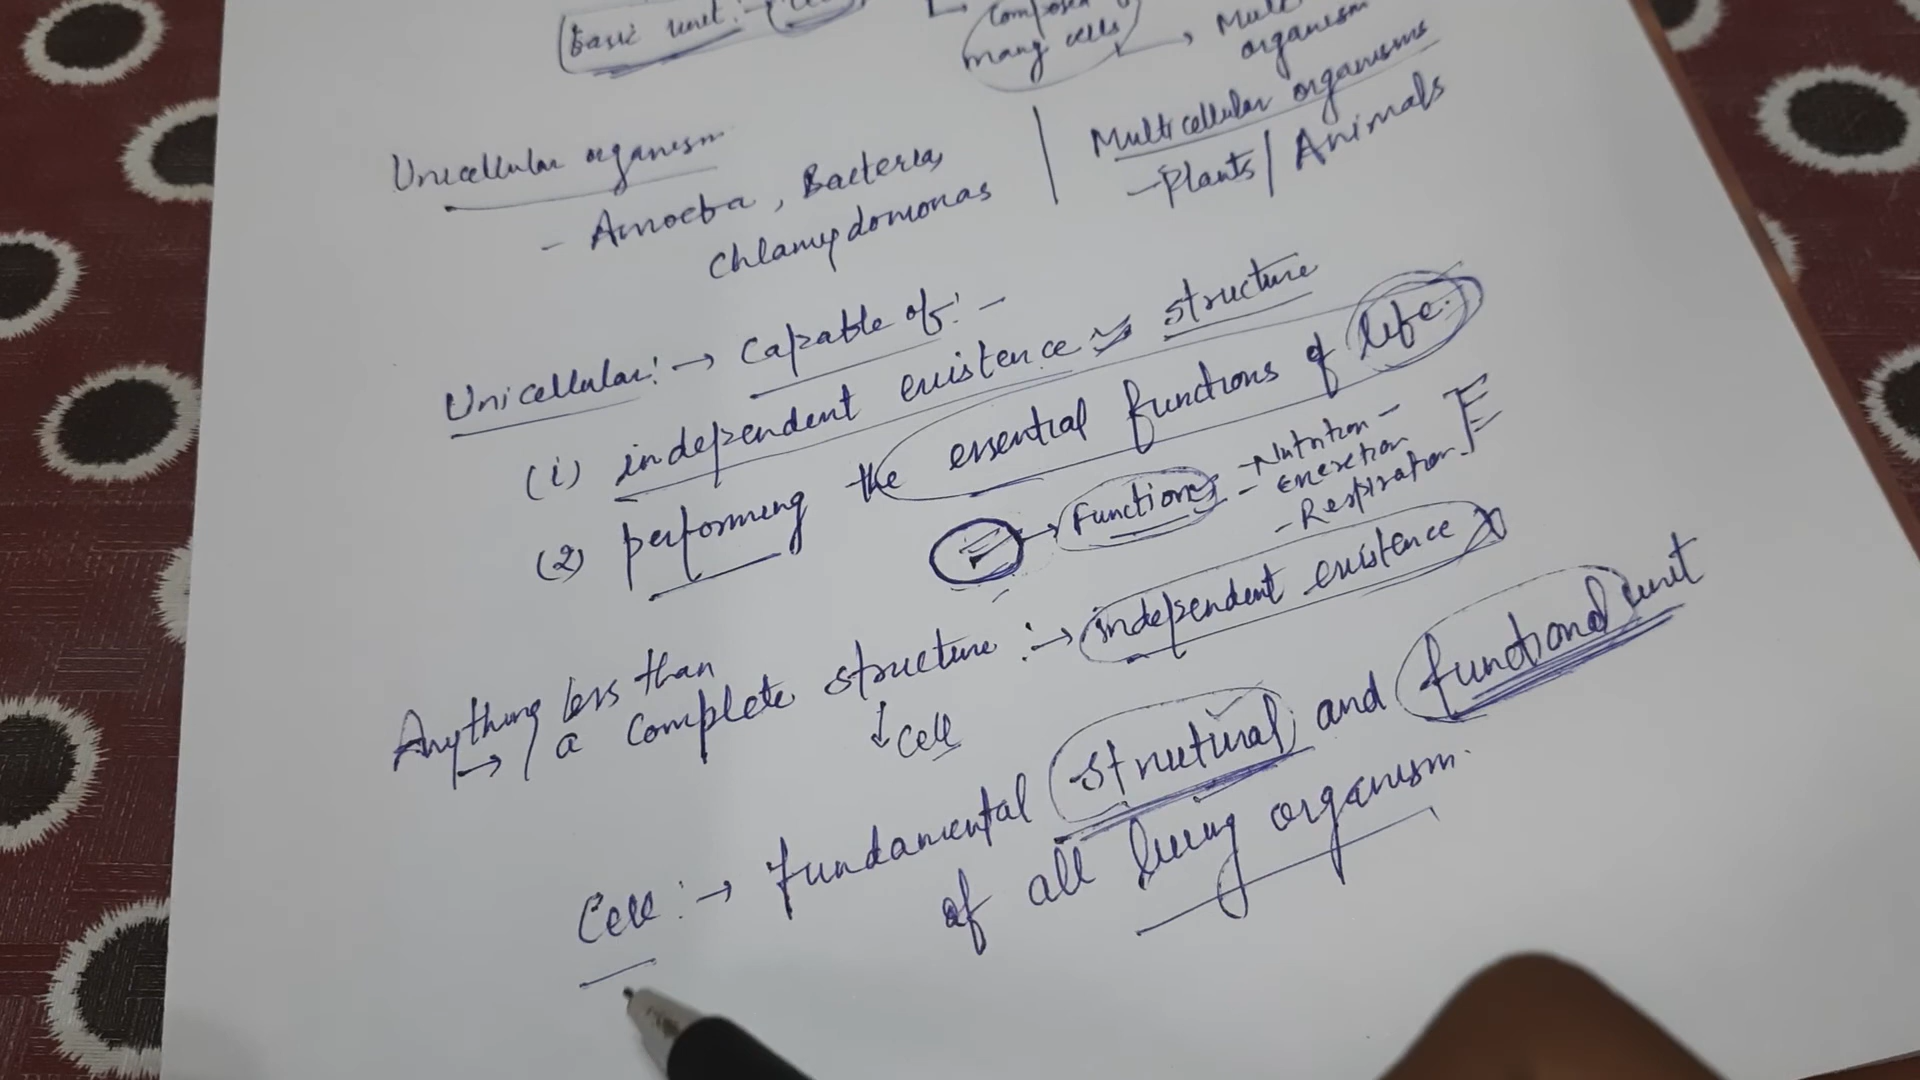 Basic unit :-
Composed
many cells
organism
Unicellular organism
- Amoeba, Bacteria,
Chlamydomonas
Multicellular organisms
- Plants / Animals
Unicellular :→ Capable of :-
(i) independent existence structure
(2) performing the essential functions of life.
→ Functions - Nutrition -
- Excretion
- Respiration -
Anything less than
→ a complete structure :→ independent existence X
↓ Cell
Cell :→ fundamental structural and functional unit
of all living organism.